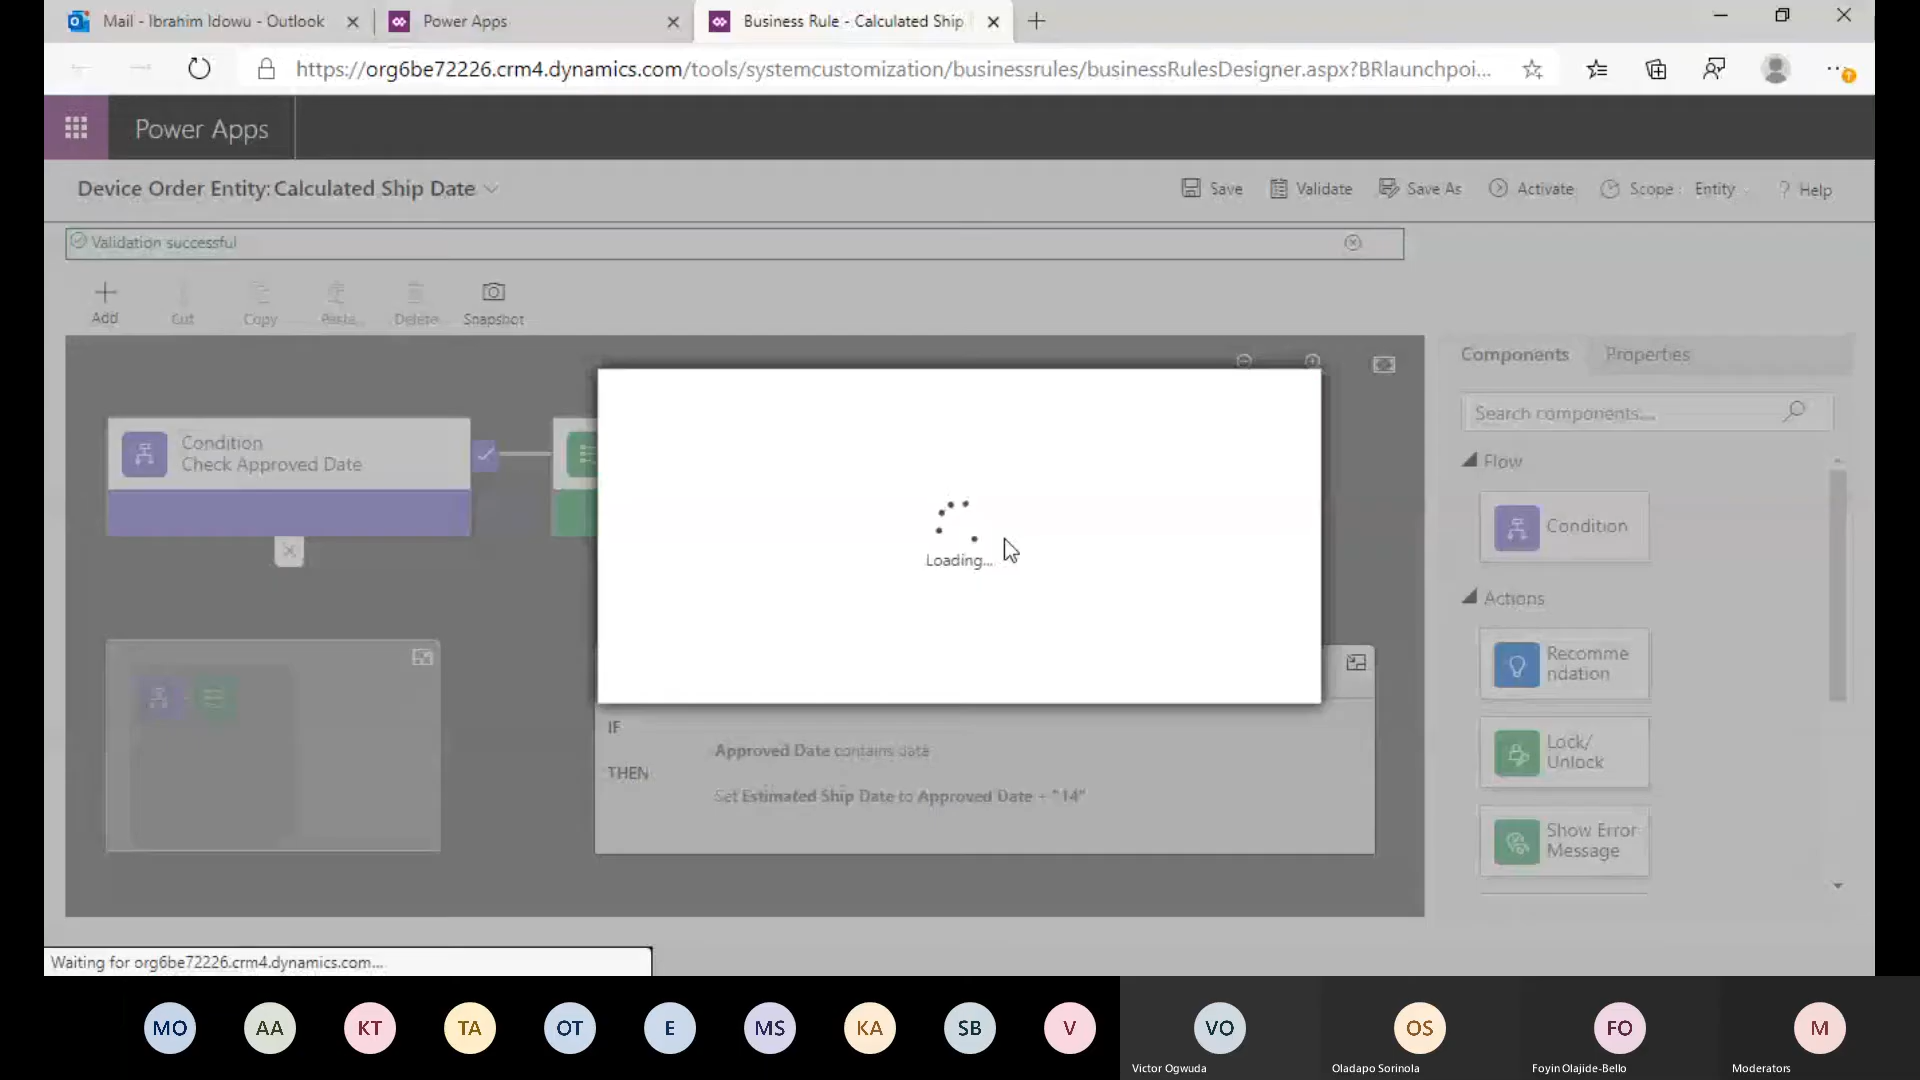 Mail - Ibrahim Idowu - Outlook
Power Apps
Business Rule - Calculated Ship
https://org6be72226.crm4.dynamics.com/tools/systemcustomization/businessrules/businessRulesDesigner.aspx?BRlaunchpoi...
Power Apps
Device Order Entity: Calculated Ship Date
Save
Validate
Save As
Activate
Scope :
Entity
? Help
Validation successful
Add
Cut
Copy
Paste
Delete
Snapshot
Components
Properties
Search components....
Condition
Check Approved Date
Flow
Condition
Actions
Recomme
ndation
Lock/
Unlock
Show Error
Message
Loading...
IF
Approved Date contains data
THEN
Set Estimated Ship Date to Approved Date + "14"
Waiting for org6be72226.crm4.dynamics.com...
MO
AA
KT
TA
OT
E
MS
KA
SB
V
VO
OS
FO
M
Victor Ogwuda
Oladapo Sorinola
Foyin Olajide-Bello
Moderators